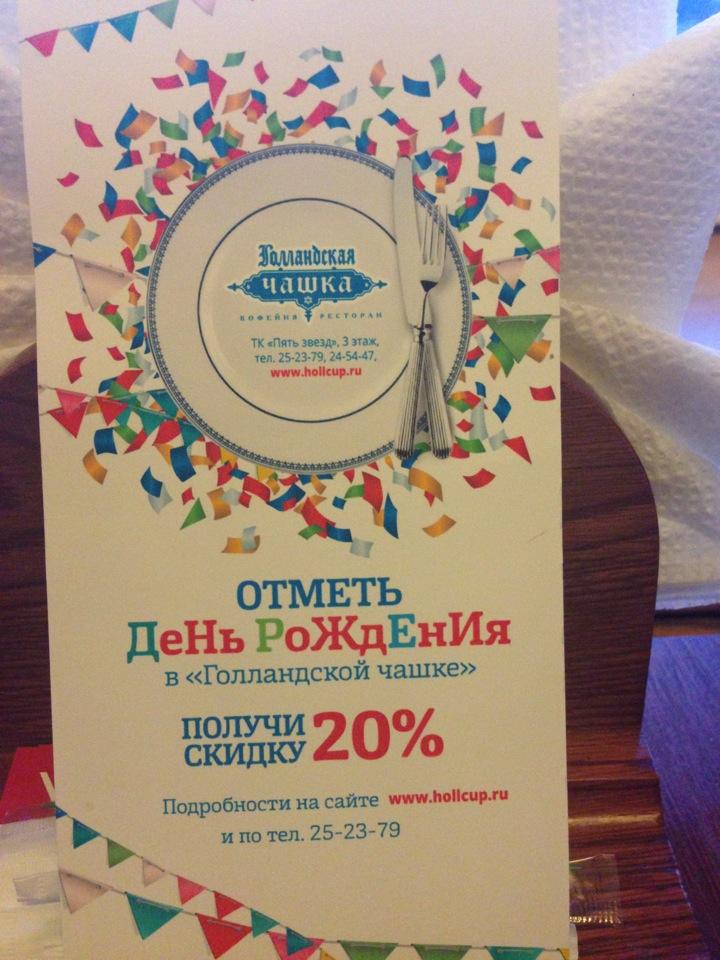 Голландская
ЧАШКА
КОФЕЙНЯ РЕСТОРАН
ТК «Пять звезд», 3 этаж,
тел. 25-23-79, 24-54-47,
www.hollcup.ru
ОТМЕТЬ
ДеНь РоЖдЕнИя
в «Голландской чашке»
ПОЛУЧИ
СКИДКУ 20%
Подробности на сайте www.hollcup.ru
и по тел. 25-23-79